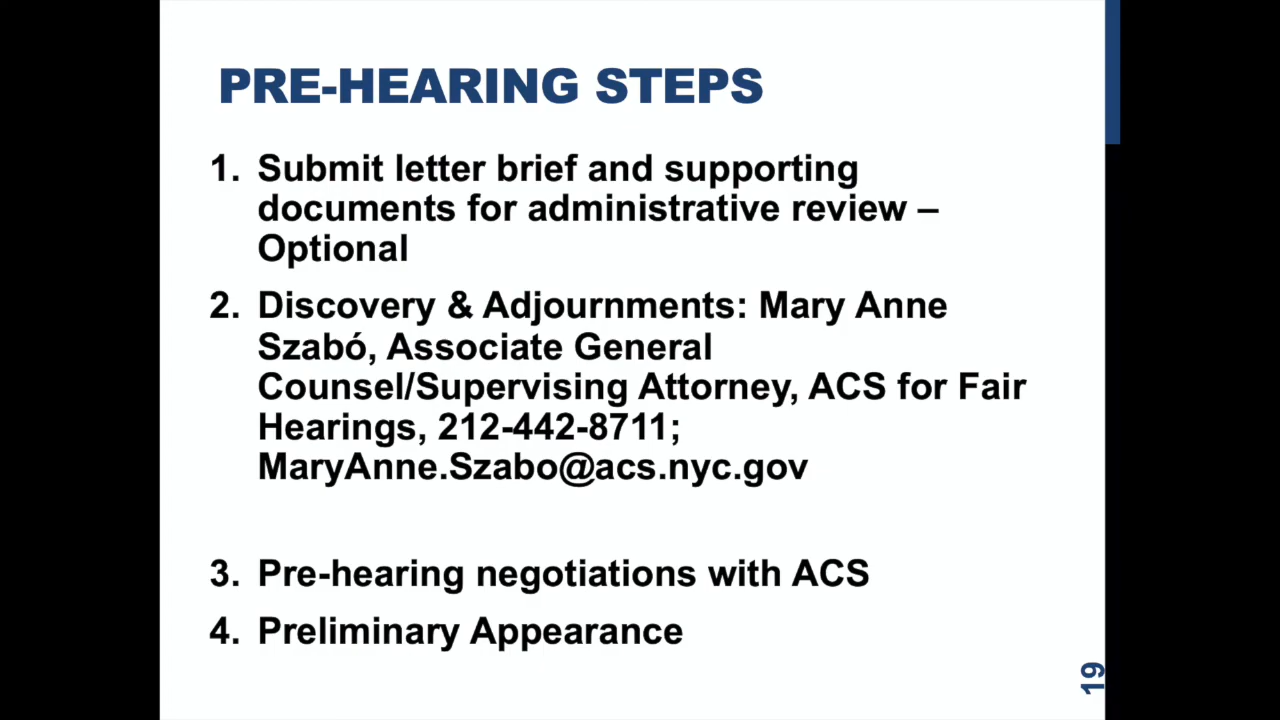 PRE-HEARING STEPS
1. Submit letter brief and supporting
documents for administrative review –
Optional
2. Discovery & Adjournments: Mary Anne
Szabó, Associate General
Counsel/Supervising Attorney, ACS for Fair
Hearings, 212-442-8711;
MaryAnne.Szabo@acs.nyc.gov
3. Pre-hearing negotiations with ACS
4. Preliminary Appearance
19